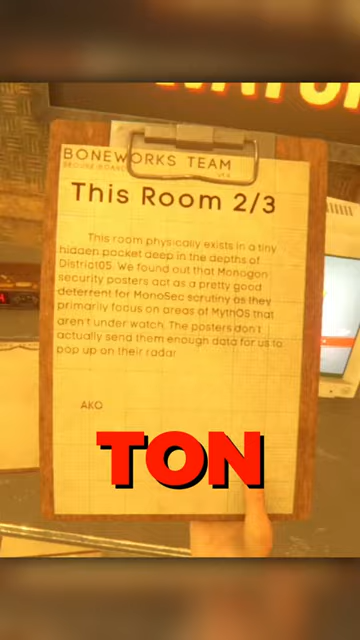 BONEWORKS TEAM
V1.4
This Room 2/3
This room physically exists in a tiny
hidden pocket deep in the depths of
District05. We found out that Monogon
security posters act as a pretty good
deterrent for MonoSec scrutiny as they
primarily focus on areas of MythOS that
aren't under watch. The posters don't
actually send them enough data for us to
pop up on their radar
AKO
TON